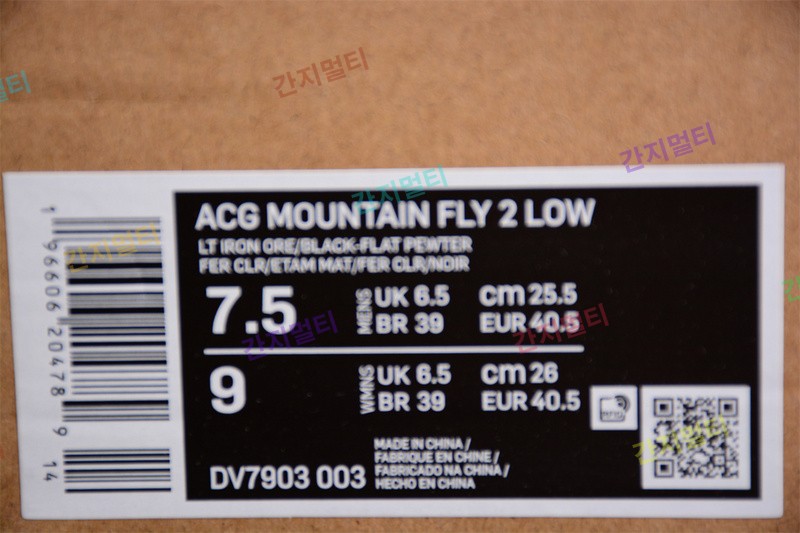 간지멀티
간지멀티
간지멀티
간지멀티
ACG MOUNTAIN FLY 2 LOW
LT IRON ORE/BLACK-FLAT PEWTER
FER CLR/ETAM MAT/FER CLR/NOIR
7.5 MENS UK 6.5 cm 25.5
BR 39 EUR 40.5
9 WMNS UK 6.5 cm 26
BR 39 EUR 40.5
DV7903 003
MADE IN CHINA /
FABRIQUE EN CHINE /
FABRICADO NA CHINA /
HECHO EN CHINA
1 96606 20478 9
14
간지멀티
간지멀티
간지멀티
간지멀티